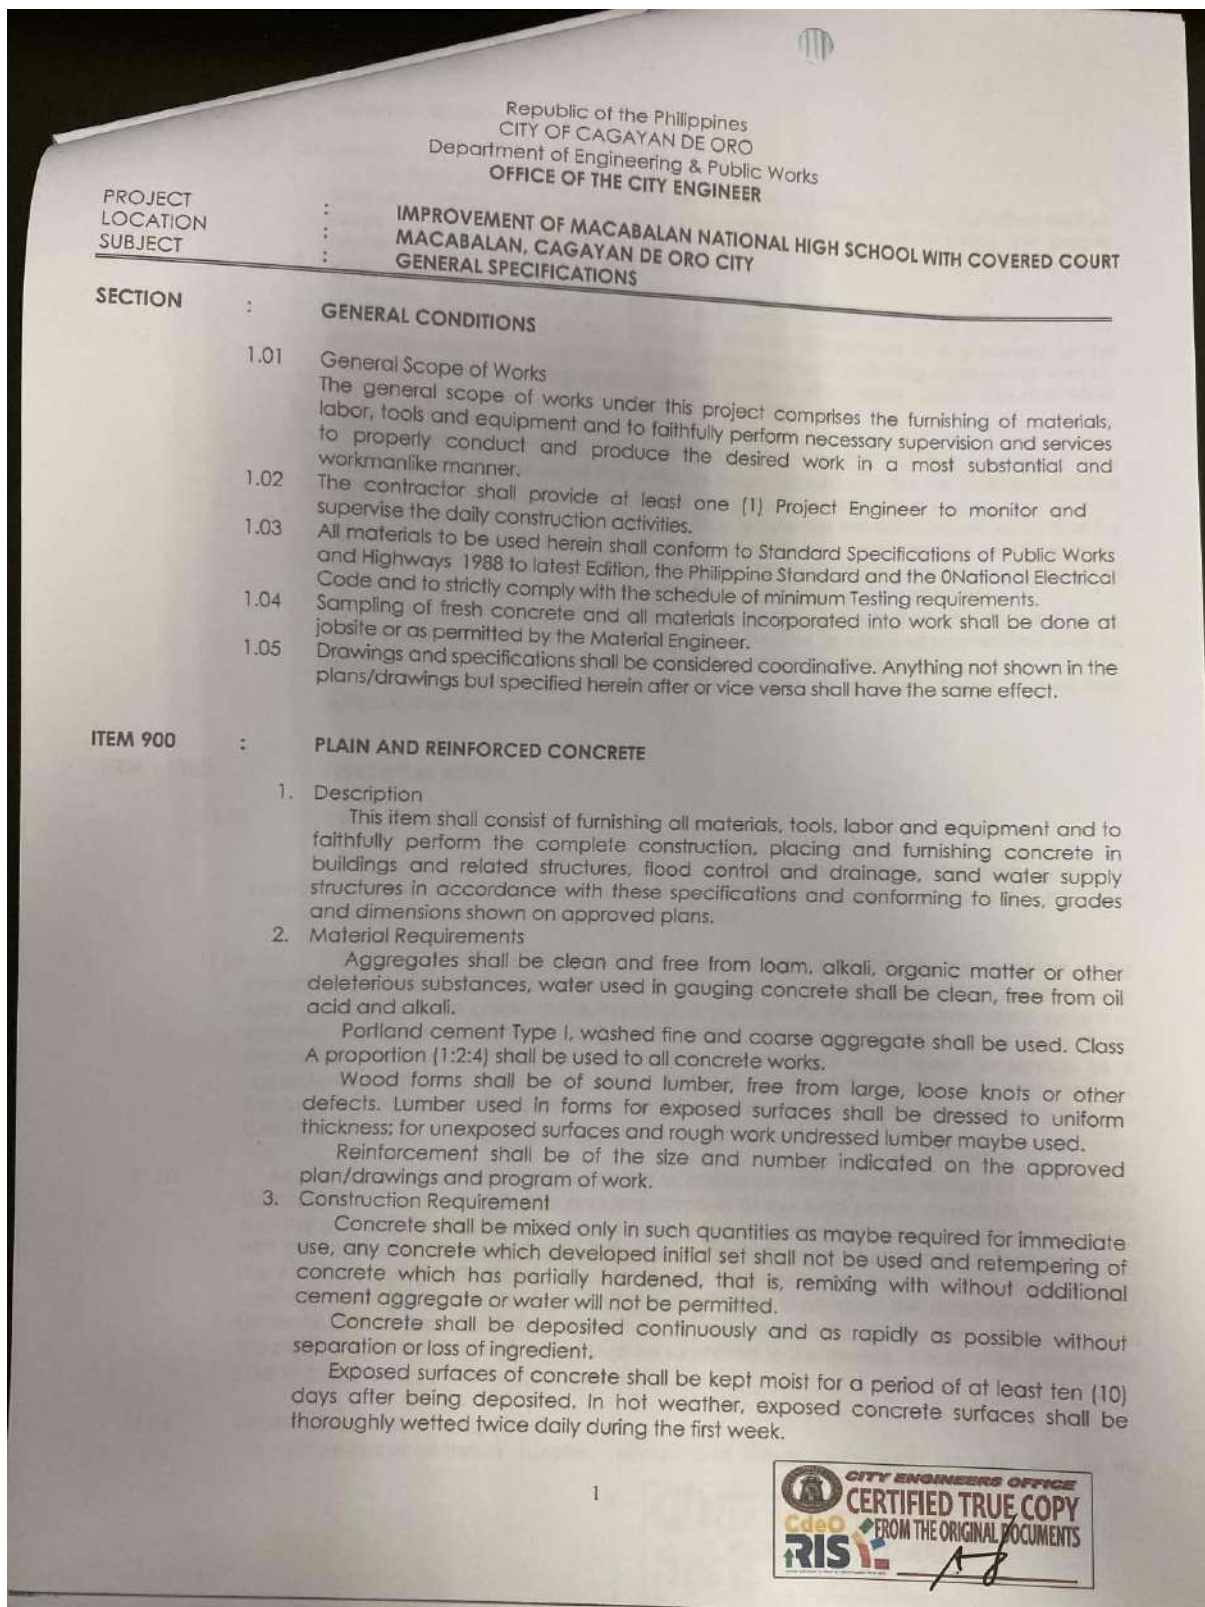 Republic of the Philippines
CITY OF CAGAYAN DE ORO
Department of Engineering & Public Works
OFFICE OF THE CITY ENGINEER
PROJECT : IMPROVEMENT OF MACABALAN NATIONAL HIGH SCHOOL WITH COVERED COURT
LOCATION : MACABALAN, CAGAYAN DE ORO CITY
SUBJECT : GENERAL SPECIFICATIONS
SECTION : GENERAL CONDITIONS
1.01 General Scope of Works
The general scope of works under this project comprises the furnishing of materials,
labor, tools and equipment and to faithfully perform necessary supervision and services
to properly conduct and produce the desired work in a most substantial and
workmanlike manner.
1.02 The contractor shall provide at least one (1) Project Engineer to monitor and
supervise the daily construction activities.
1.03 All materials to be used herein shall conform to Standard Specifications of Public Works
and Highways 1988 to latest Edition, the Philippine Standard and the 0National Electrical
Code and to strictly comply with the schedule of minimum Testing requirements.
1.04 Sampling of fresh concrete and all materials incorporated into work shall be done at
jobsite or as permitted by the Material Engineer.
1.05 Drawings and specifications shall be considered coordinative. Anything not shown in the
plans/drawings but specified herein after or vice versa shall have the same effect.
ITEM 900 : PLAIN AND REINFORCED CONCRETE
1. Description
This item shall consist of furnishing all materials, tools, labor and equipment and to
faithfully perform the complete construction, placing and furnishing concrete in
buildings and related structures, flood control and drainage, sand water supply
structures in accordance with these specifications and conforming to lines, grades
and dimensions shown on approved plans.
2. Material Requirements
Aggregates shall be clean and free from loam, alkali, organic matter or other
deleterious substances, water used in gauging concrete shall be clean, free from oil
acid and alkali.
Portland cement Type I, washed fine and coarse aggregate shall be used. Class
A proportion (1:2:4) shall be used to all concrete works.
Wood forms shall be of sound lumber, free from large, loose knots or other
defects. Lumber used in forms for exposed surfaces shall be dressed to uniform
thickness; for unexposed surfaces and rough work undressed lumber maybe used.
Reinforcement shall be of the size and number indicated on the approved
plan/drawings and program of work.
3. Construction Requirement
Concrete shall be mixed only in such quantities as maybe required for immediate
use, any concrete which developed initial set shall not be used and retempering of
concrete which has partially hardened, that is, remixing with without additional
cement aggregate or water will not be permitted.
Concrete shall be deposited continuously and as rapidly as possible without
separation or loss of ingredient.
Exposed surfaces of concrete shall be kept moist for a period of at least ten (10)
days after being deposited. In hot weather, exposed concrete surfaces shall be
thoroughly wetted twice daily during the first week.
1
CITY ENGINEERS OFFICE
CERTIFIED TRUE COPY
FROM THE ORIGINAL DOCUMENTS
CdeO
RISE